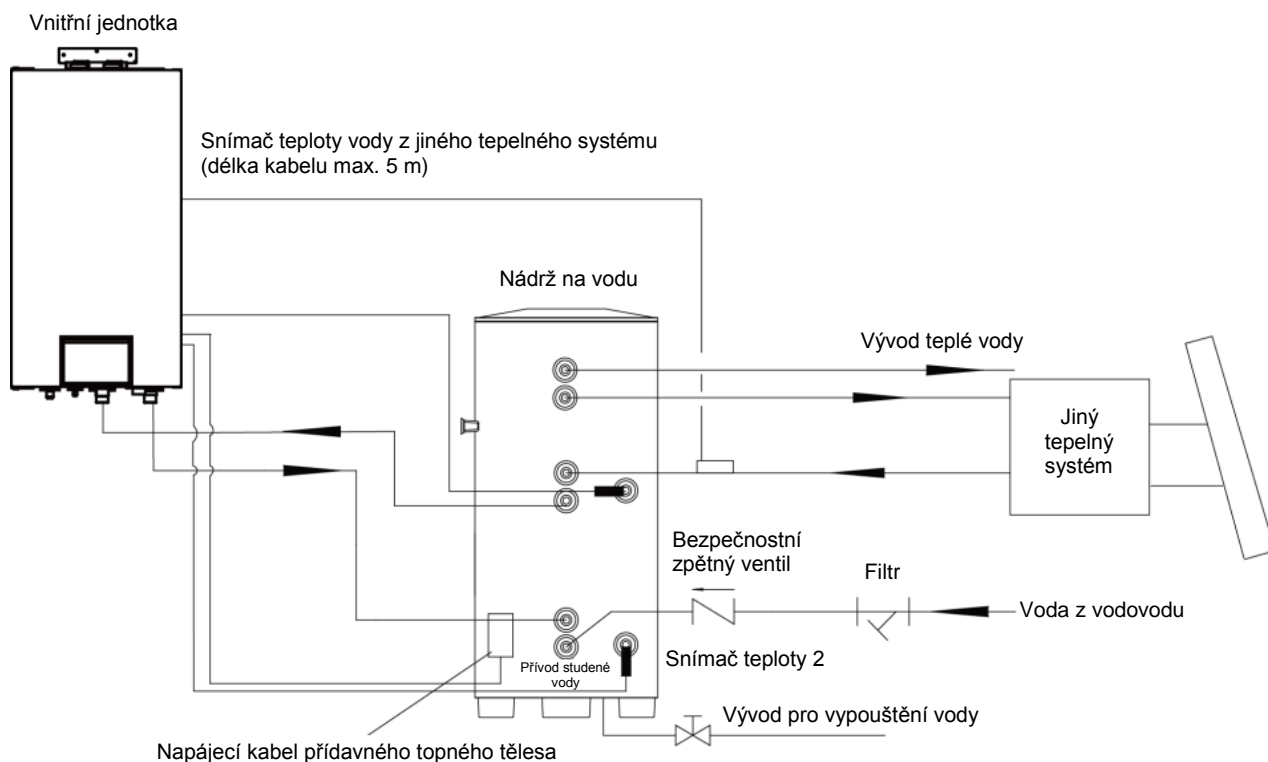 Vnitřní jednotka
Snímač teploty vody z jiného tepelného systému
(délka kabelu max. 5 m)
Nádrž na vodu
Vývod teplé vody
Jiný
tepelný
systém
Bezpečnostní
zpětný ventil
Filtr
Voda z vodovodu
Přívod studené
vody
Snímač teploty 2
Vývod pro vypouštění vody
Napájecí kabel přídavného topného tělesa